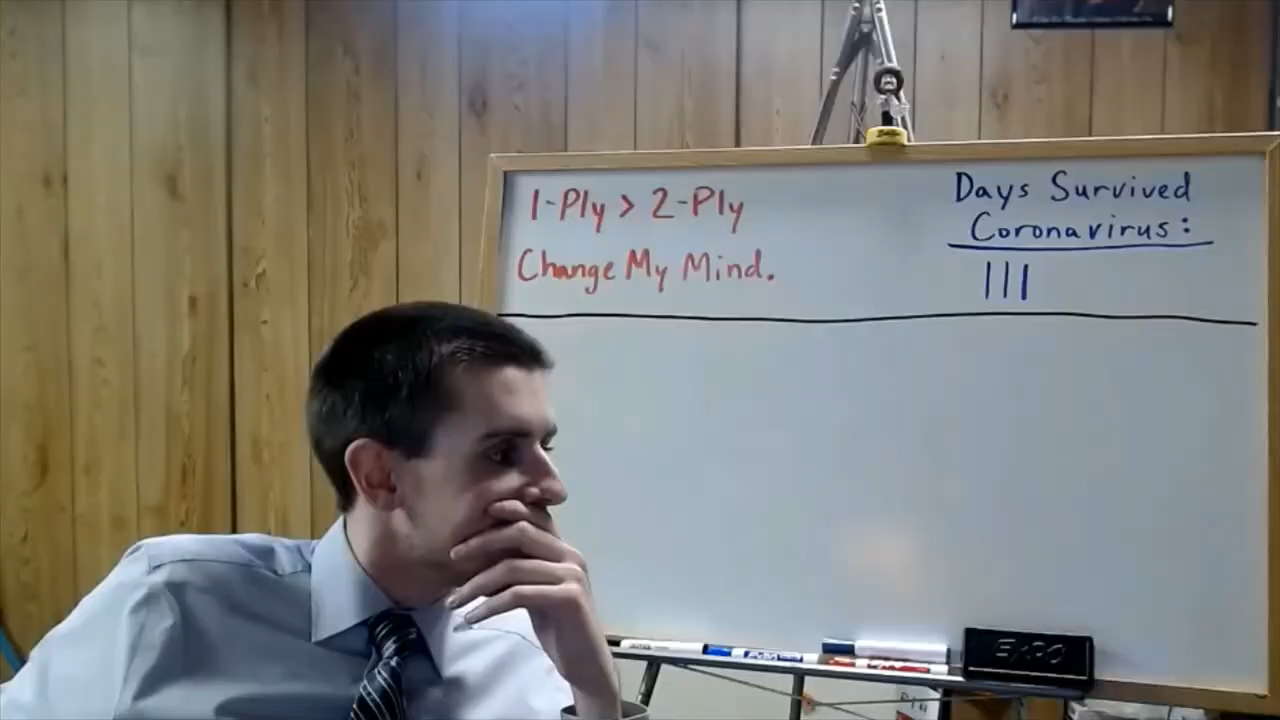 1-Ply > 2-Ply
Change My Mind.
Days Survived
Coronavirus:
|||
EXPO